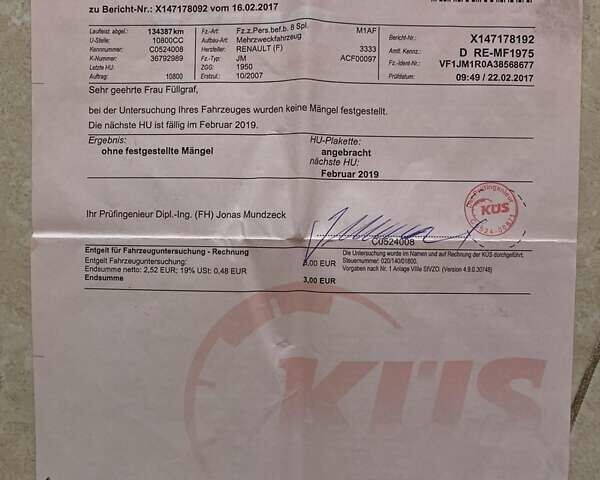 zu Bericht-Nr.: X147178092 vom 16.02.2017
Laufleist. abgel.: 134387 km Fz.-Art: Fz.z.Pers.bef.b. 8 Spl. M1AF
U-Stelle: 10800CC Aufbau-Art: Mehrzweckfahrzeug
Kennnummer: C0524008 Hersteller: RENAULT (F) 3333
K-Nummer: 36792989 Fz.-Typ: JM ACF00097
Letzte HU: ZGG: 1950
Auftrag: 10800 Erstzul.: 10/2007
Bericht-Nr.: X147178192
Amtl. Kennz.: D RE-MF1975
Fz.-Ident-Nr.: VF1JM1R0A38568677
Prüfdatum: 09:49 / 22.02.2017
Sehr geehrte Frau Füllgraf,
bei der Untersuchung Ihres Fahrzeuges wurden keine Mängel festgestellt.
Die nächste HU ist fällig im Februar 2019.
Ergebnis: HU-Plakette:
ohne festgestellte Mängel angebracht
nächste HU:
Februar 2019
Ihr Prüfingenieur Dipl.-Ing. (FH) Jonas Mundzeck
C0524008
KÜS
Entgelt für Fahrzeuguntersuchung - Rechnung
Entgelt Fahrzeuguntersuchung: 3,00 EUR
Endsumme netto: 2,52 EUR; 19% USt: 0,48 EUR
Endsumme 3,00 EUR
Die Untersuchung wurde im Namen und auf Rechnung der KÜS durchgeführt.
Steuernummer: 020/140/01800.
Vorgaben nach Nr. 1 Anlage VIIIe StVZO. (Version 4.9.0.30748)
KÜS